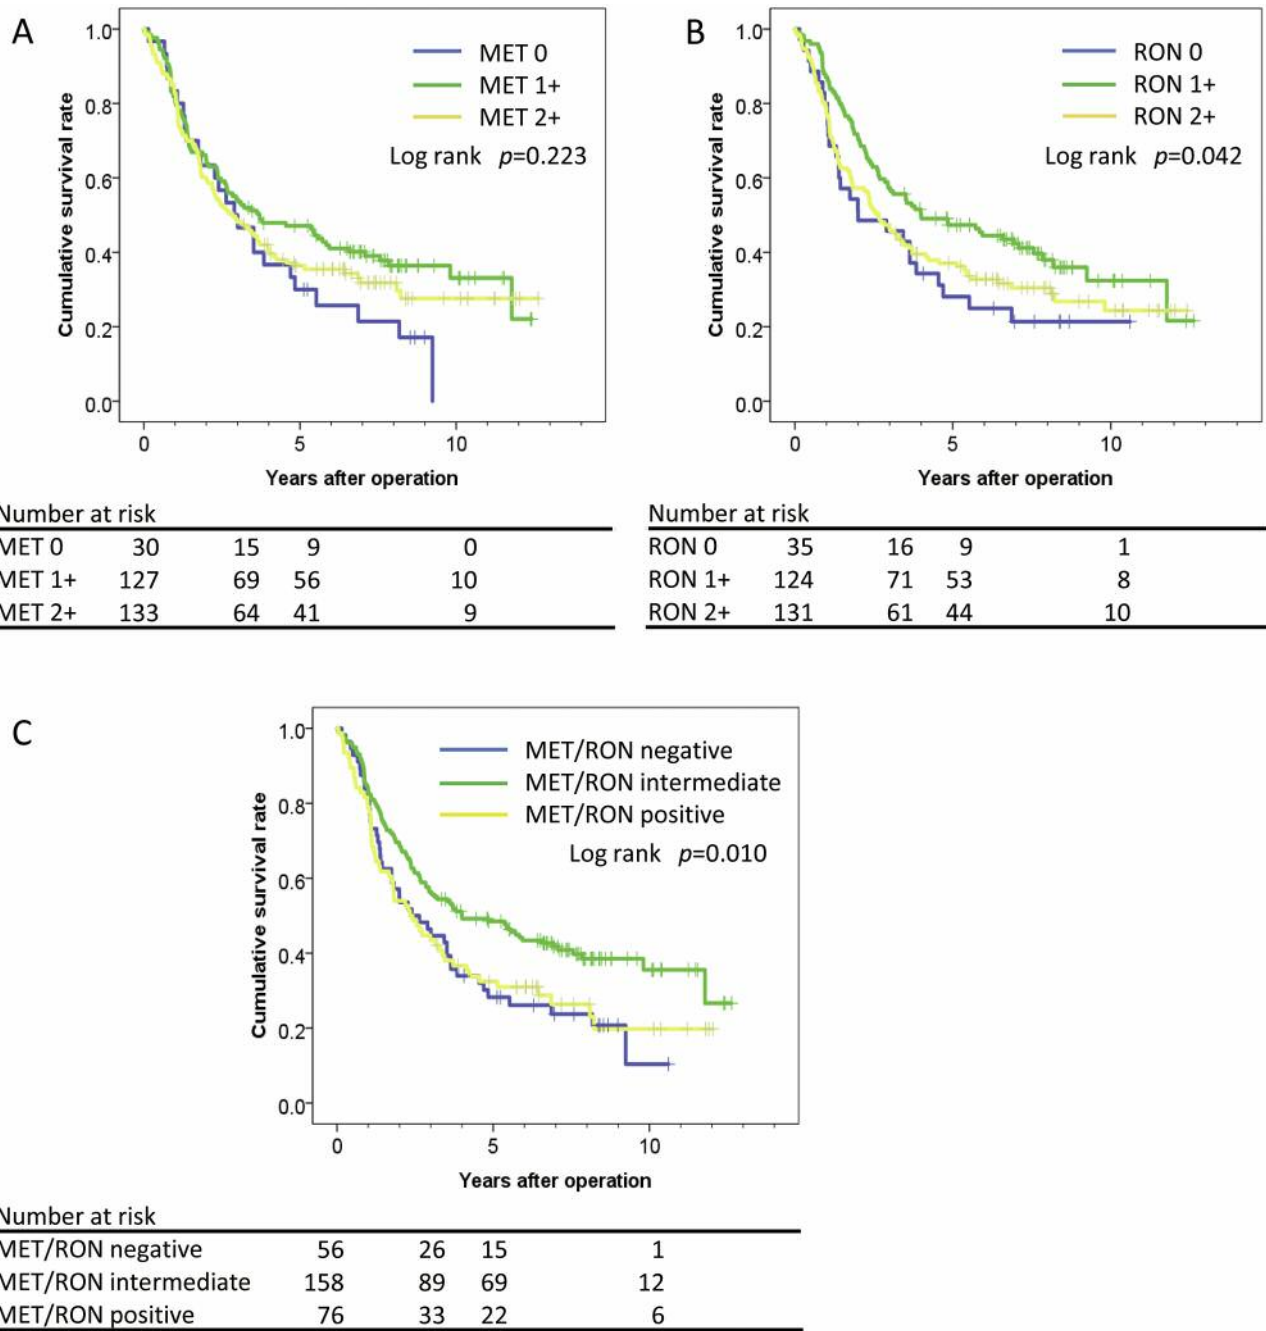 A
MET 0
MET 1+
MET 2+
Log rank p=0.223
Cumulative survival rate
1.0
0.8
0.6
0.4
0.2
0.0
0 5 10
Years after operation
Number at risk
MET 0 30 15 9 0
MET 1+ 127 69 56 10
MET 2+ 133 64 41 9
B
RON 0
RON 1+
RON 2+
Log rank p=0.042
Cumulative survival rate
1.0
0.8
0.6
0.4
0.2
0.0
0 5 10
Years after operation
Number at risk
RON 0 35 16 9 1
RON 1+ 124 71 53 8
RON 2+ 131 61 44 10
C
MET/RON negative
MET/RON intermediate
MET/RON positive
Log rank p=0.010
Cumulative survival rate
1.0
0.8
0.6
0.4
0.2
0.0
0 5 10
Years after operation
Number at risk
MET/RON negative 56 26 15 1
MET/RON intermediate 158 89 69 12
MET/RON positive 76 33 22 6